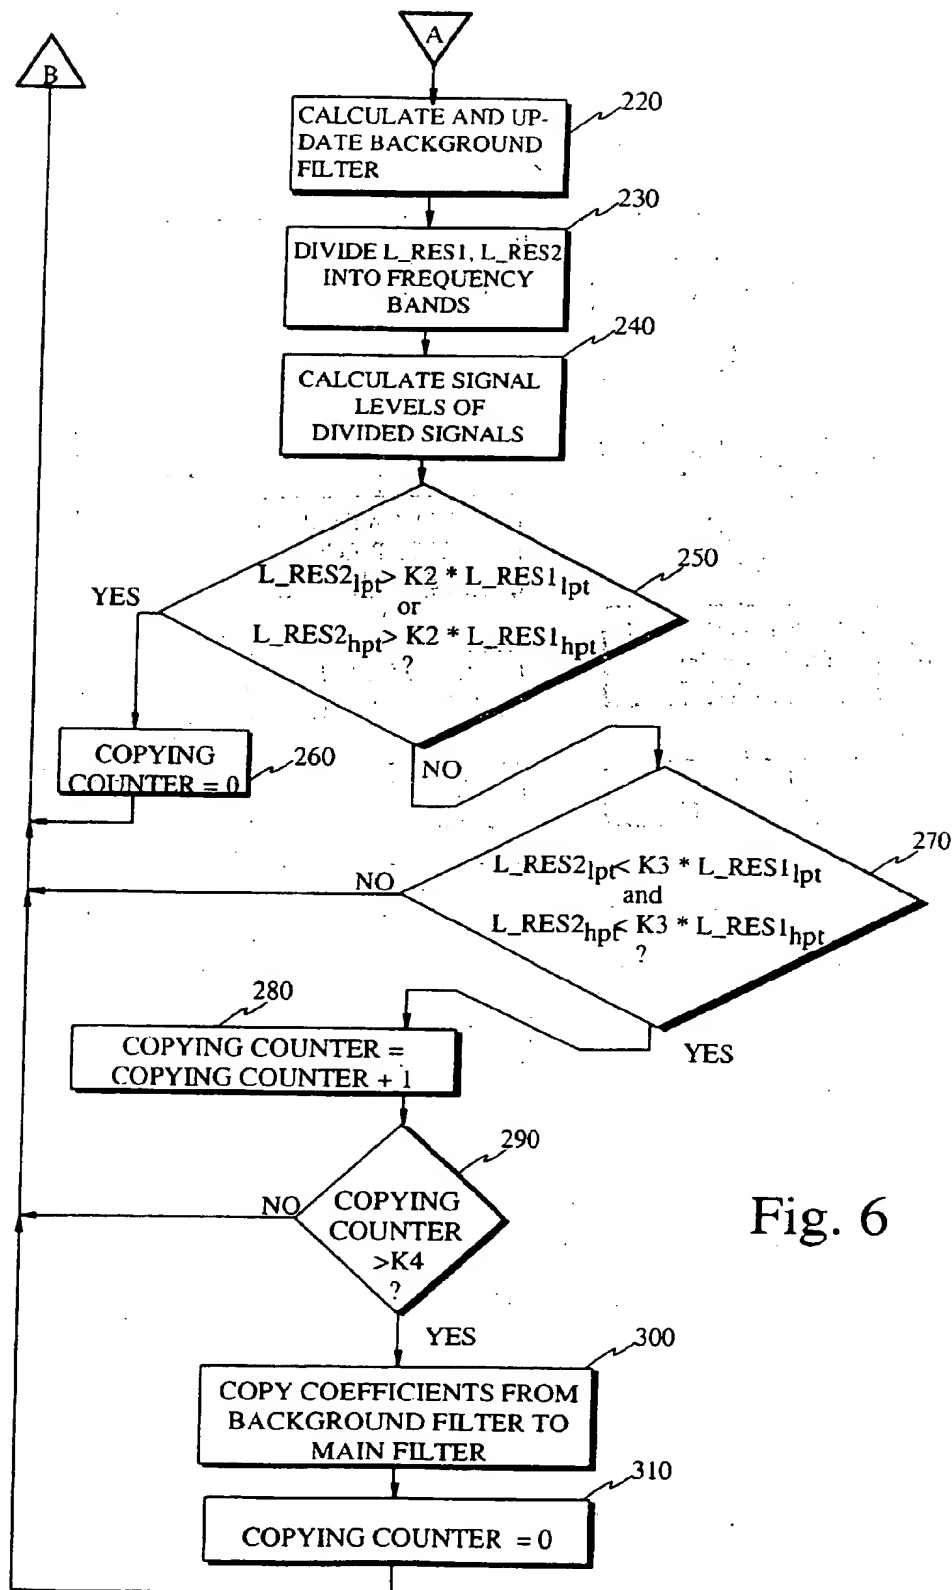 A
B
CALCULATE AND UP-
DATE BACKGROUND
FILTER
220
230
DIVIDE L_RES1, L_RES2
INTO FREQUENCY
BANDS
240
CALCULATE SIGNAL
LEVELS OF
DIVIDED SIGNALS
250
YES
L_RES2lpt > K2 * L_RES1lpt
or
L_RES2hpt > K2 * L_RES1hpt
?
NO
COPYING
COUNTER = 0
260
270
NO
L_RES2lpt < K3 * L_RES1lpt
and
L_RES2hpt < K3 * L_RES1hpt
?
YES
280
COPYING COUNTER =
COPYING COUNTER + 1
290
NO
COPYING
COUNTER
>K4
?
YES
Fig. 6
300
COPY COEFFICIENTS FROM
BACKGROUND FILTER TO
MAIN FILTER
310
COPYING COUNTER = 0